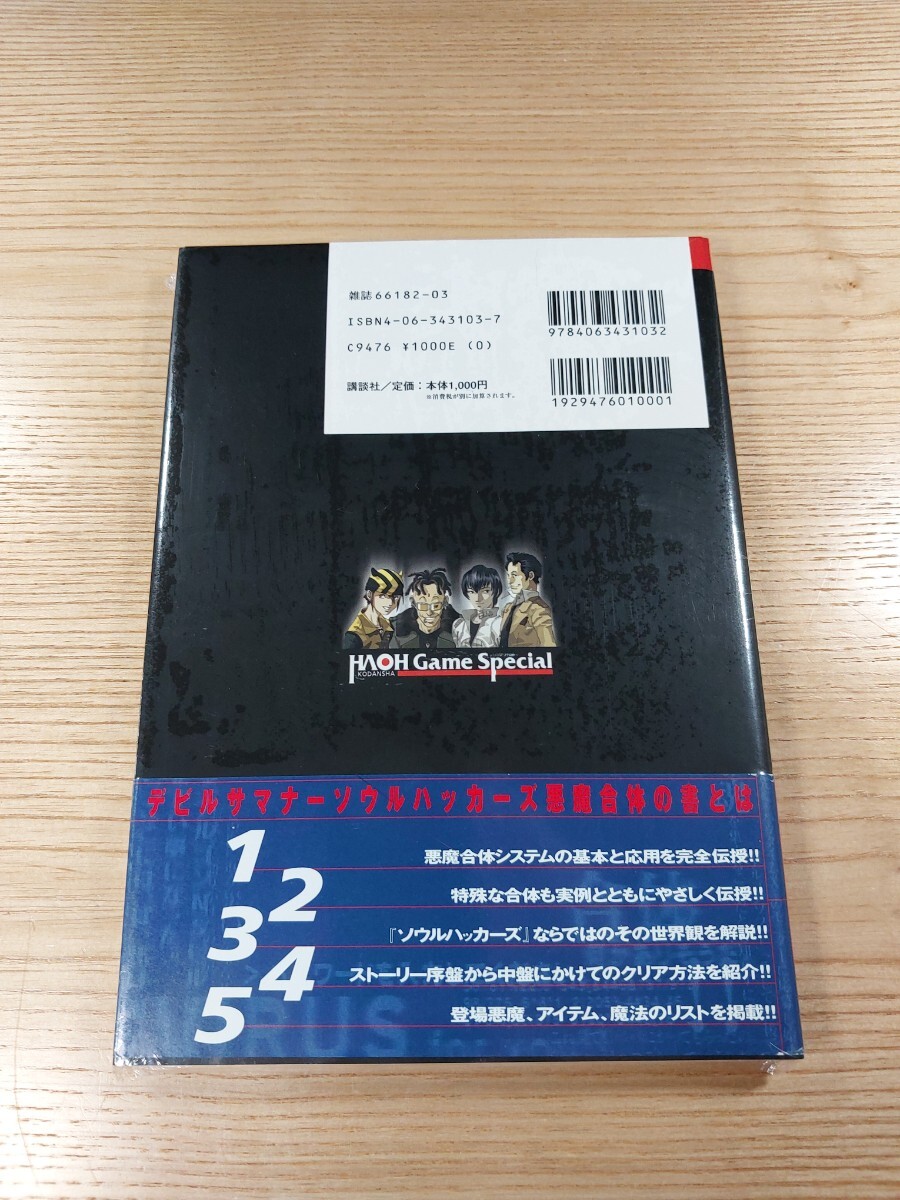 雑誌66182-03
ISBN4-06-343103-7
C9476 ¥1000E (0)
講談社／定価：本体1,000円
※消費税が別に加算されます。
9784063431032
1929476010001
HAOH Game Special
KODANSHA
デビルサマナーソウルハッカーズ悪魔合体の書とは
1 悪魔合体システムの基本と応用を完全伝授!!
2 特殊な合体も実例とともにやさしく伝授!!
3 『ソウルハッカーズ』ならではのその世界観を解説!!
4 ストーリー序盤から中盤にかけてのクリア方法を紹介!!
5 登場悪魔、アイテム、魔法のリストを掲載!!
RUS